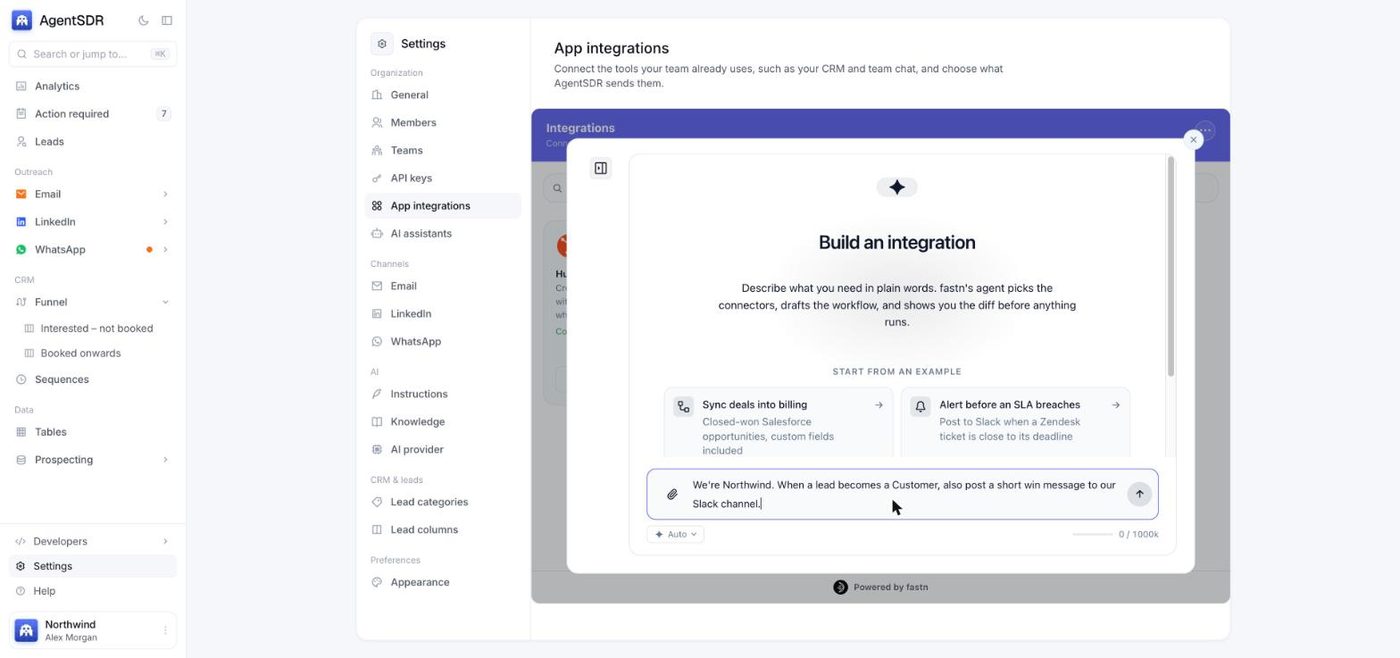 AgentSDR
Search or jump to...
⌘K
Analytics
Action required
7
Leads
Outreach
Email
LinkedIn
WhatsApp
CRM
Funnel
Interested – not booked
Booked onwards
Sequences
Data
Tables
Prospecting
Developers
Settings
Help
Northwind
Alex Morgan
Settings
Organization
General
Members
Teams
API keys
App integrations
AI assistants
Channels
Email
LinkedIn
WhatsApp
AI
Instructions
Knowledge
AI provider
CRM & leads
Lead categories
Lead columns
Preferences
Appearance
App integrations
Connect the tools your team already uses, such as your CRM and team chat, and choose what
AgentSDR sends them.
Integrations
Build an integration
Describe what you need in plain words. fastn's agent picks the
connectors, drafts the workflow, and shows you the diff before anything
runs.
START FROM AN EXAMPLE
Sync deals into billing
Closed-won Salesforce
opportunities, custom fields
included
Alert before an SLA breaches
Post to Slack when a Zendesk
ticket is close to its deadline
We're Northwind. When a lead becomes a Customer, also post a short win message to our
Slack channel.
Auto
0 / 1000k
Powered by fastn